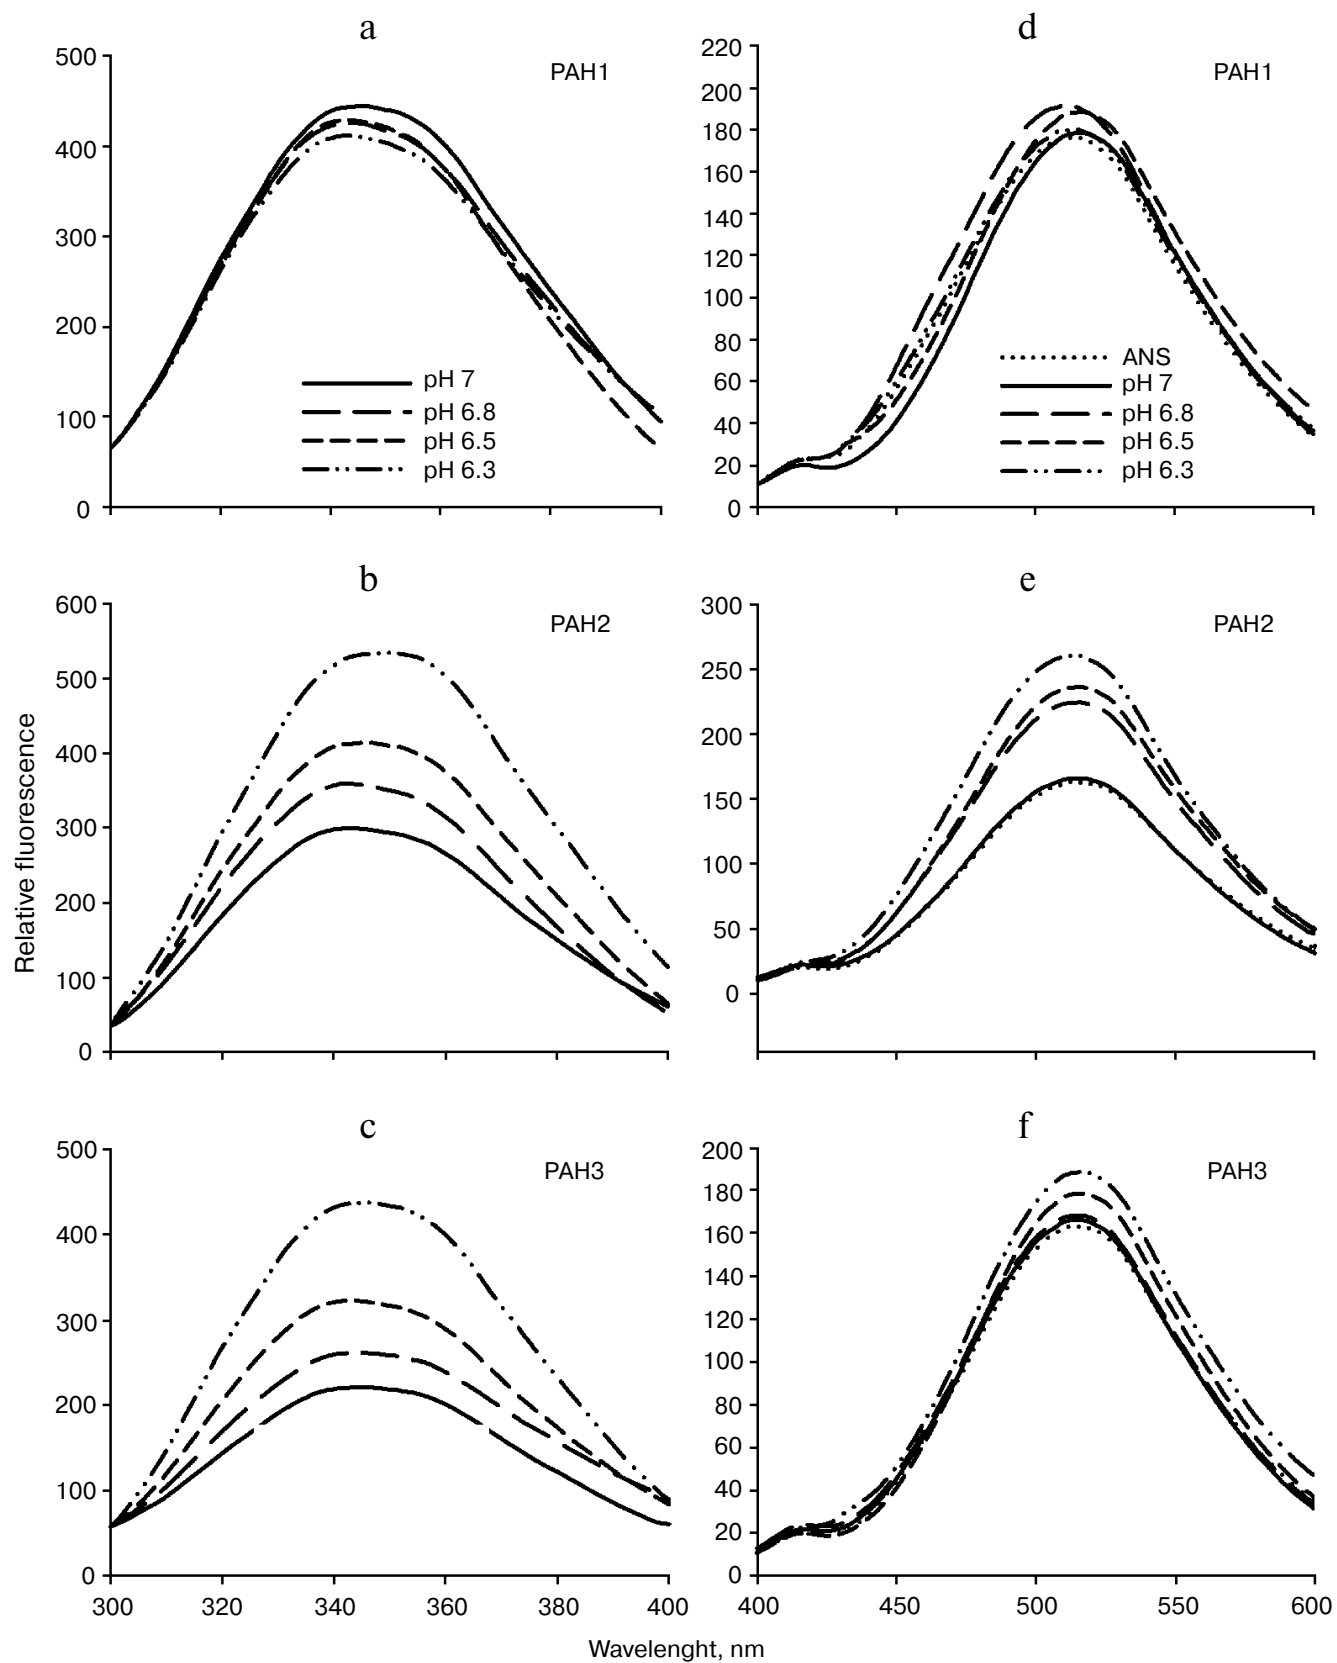 a
500
400
300
200
100
0
PAH1
pH 7
pH 6.8
pH 6.5
pH 6.3
d
220
200
180
160
140
120
100
80
60
40
20
0
PAH1
ANS
pH 7
pH 6.8
pH 6.5
pH 6.3
b
600
500
400
300
200
100
0
PAH2
e
300
250
200
150
100
50
0
PAH2
Relative fluorescence
c
500
400
300
200
100
0
PAH3
300 320 340 360 380 400
f
200
180
160
140
120
100
80
60
40
20
0
PAH3
400 450 500 550 600
Wavelenght, nm